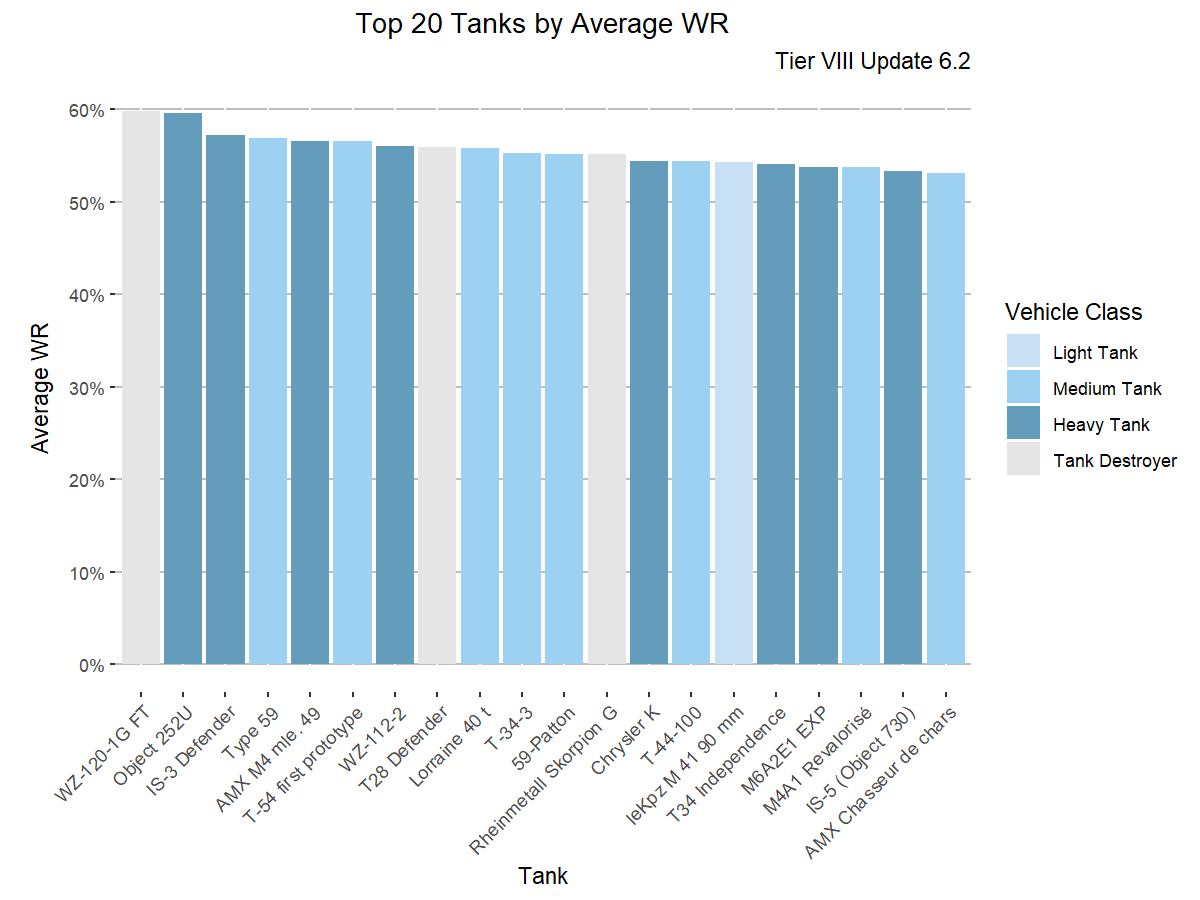 Top 20 Tanks by Average WR
Tier VIII Update 6.2
60%
50%
40%
30%
20%
10%
0%
Average WR
WZ-120-1G FT
Object 252U
IS-3 Defender
Type 59
AMX M4 mle. 49
T-54 first prototype
WZ-112-2
T28 Defender
Lorraine 40 t
T-34-3
59-Patton
Rheinmetall Skorpion G
Chrysler K
T-44-100
leKpz M 41 90 mm
T34 Independence
M6A2E1 EXP
M4A1 Revalorisé
IS-5 (Object 730)
AMX Chasseur de chars
Tank
Vehicle Class
Light Tank
Medium Tank
Heavy Tank
Tank Destroyer